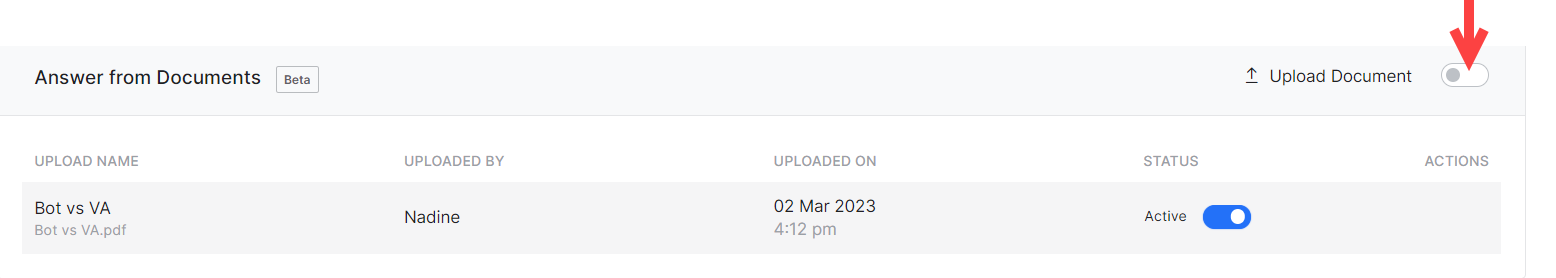 Answer from Documents Beta Upload Document
UPLOAD NAME UPLOADED BY UPLOADED ON STATUS ACTIONS
Bot vs VA
Bot vs VA.pdf
Nadine
02 Mar 2023
4:12 pm
Active